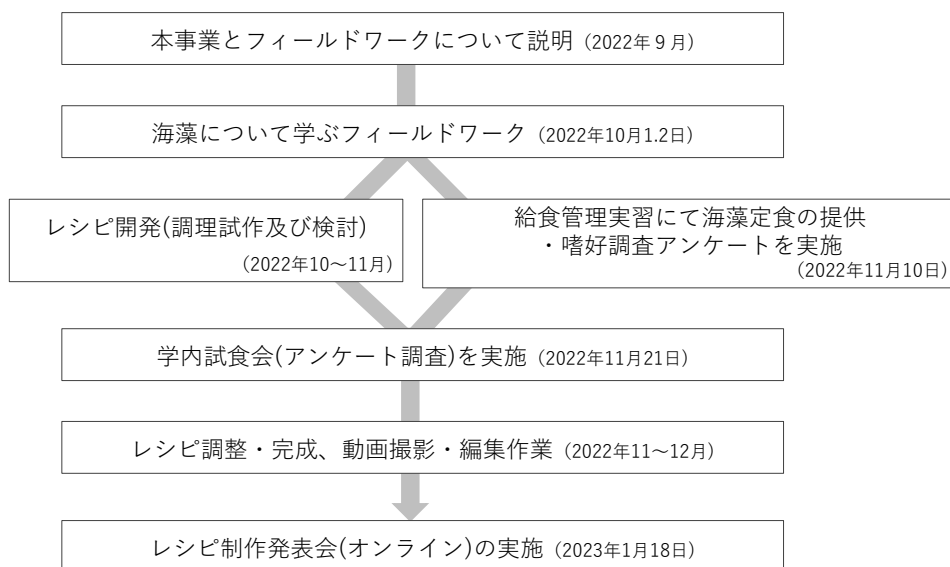 本事業とフィールドワークについて説明（2022年９月）
海藻について学ぶフィールドワーク（2022年10月1.2日）
レシピ開発(調理試作及び検討)
（2022年10～11月）
給食管理実習にて海藻定食の提供
・嗜好調査アンケートを実施
（2022年11月10日）
学内試食会(アンケート調査)を実施（2022年11月21日）
レシピ調整・完成、動画撮影・編集作業（2022年11～12月）
レシピ制作発表会(オンライン)の実施（2023年1月18日）